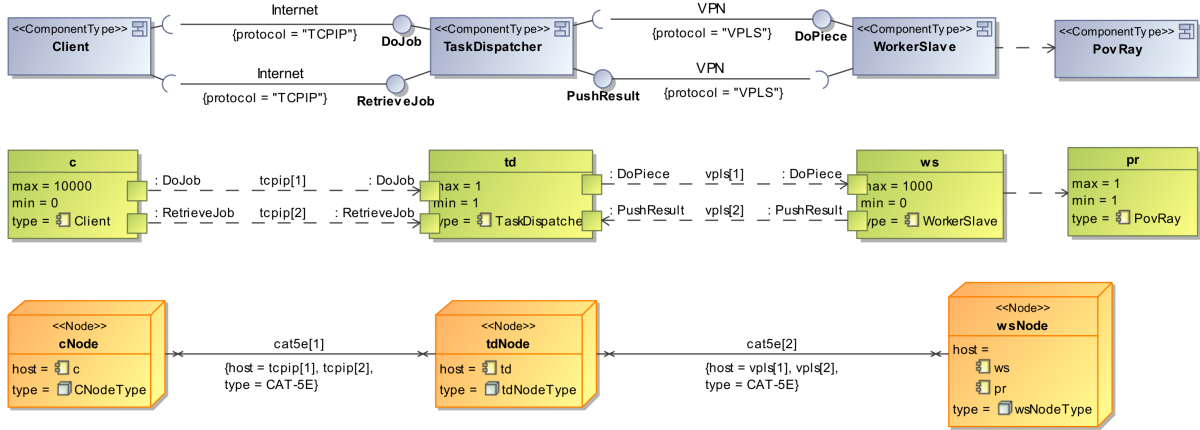 Internet
VPN
<<ComponentType>>
Client
{protocol = "TCPIP"}
DoJob
<<ComponentType>>
TaskDispatcher
{protocol = "VPLS"}
DoPiece
<<ComponentType>>
WorkerSlave
<<ComponentType>>
PovRay
Internet
{protocol = "TCPIP"}
RetrieveJob
VPN
PushResult
{protocol = "VPLS"}
c
max = 10000
min = 0
type = Client
: DoJob tcpip[1] : DoJob
: RetrieveJob tcpip[2] : RetrieveJob
td
max = 1
min = 1
type = TaskDispatche
: DoPiece vpls[1] : DoPiece
: PushResult vpls[2] : PushResult
ws
max = 1000
min = 0
type = WorkerSlave
pr
max = 1
min = 1
type = PovRay
<<Node>>
cNode
host = c
type = CNodeType
cat5e[1]
{host = tcpip[1], tcpip[2],
type = CAT-5E}
<<Node>>
tdNode
host = td
type = tdNodeType
cat5e[2]
{host = vpls[1], vpls[2],
type = CAT-5E}
<<Node>>
wsNode
host =
ws
pr
type = wsNodeType